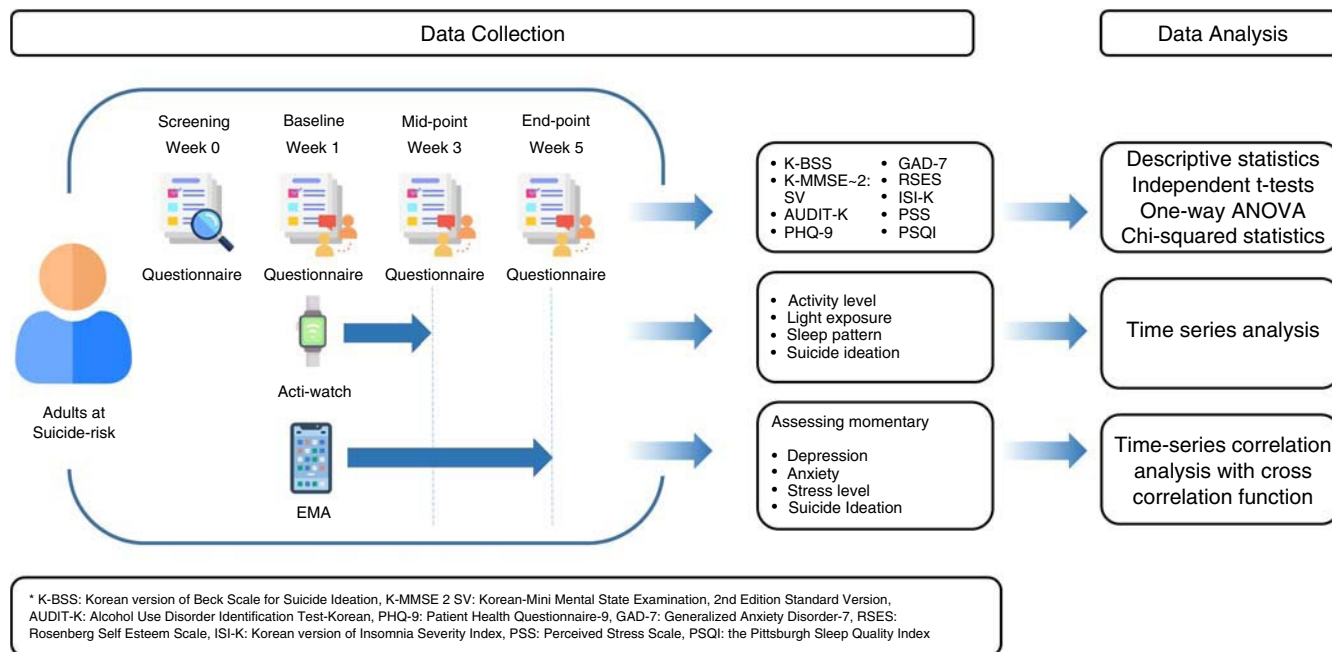 Data Collection
Data Analysis
Screening
Week 0
Baseline
Week 1
Mid-point
Week 3
End-point
Week 5
Questionnaire
Questionnaire
Questionnaire
Questionnaire
Acti-watch
EMA
Adults at
Suicide-risk
• K-BSS
• K-MMSE~2:
SV
• AUDIT-K
• PHQ-9
• GAD-7
• RSES
• ISI-K
• PSS
• PSQI
Descriptive statistics
Independent t-tests
One-way ANOVA
Chi-squared statistics
• Activity level
• Light exposure
• Sleep pattern
• Suicide ideation
Time series analysis
Assessing momentary
• Depression
• Anxiety
• Stress level
• Suicide Ideation
Time-series correlation
analysis with cross
correlation function
* K-BSS: Korean version of Beck Scale for Suicide Ideation, K-MMSE 2 SV: Korean-Mini Mental State Examination, 2nd Edition Standard Version,
AUDIT-K: Alcohol Use Disorder Identification Test-Korean, PHQ-9: Patient Health Questionnaire-9, GAD-7: Generalized Anxiety Disorder-7, RSES:
Rosenberg Self Esteem Scale, ISI-K: Korean version of Insomnia Severity Index, PSS: Perceived Stress Scale, PSQI: the Pittsburgh Sleep Quality Index